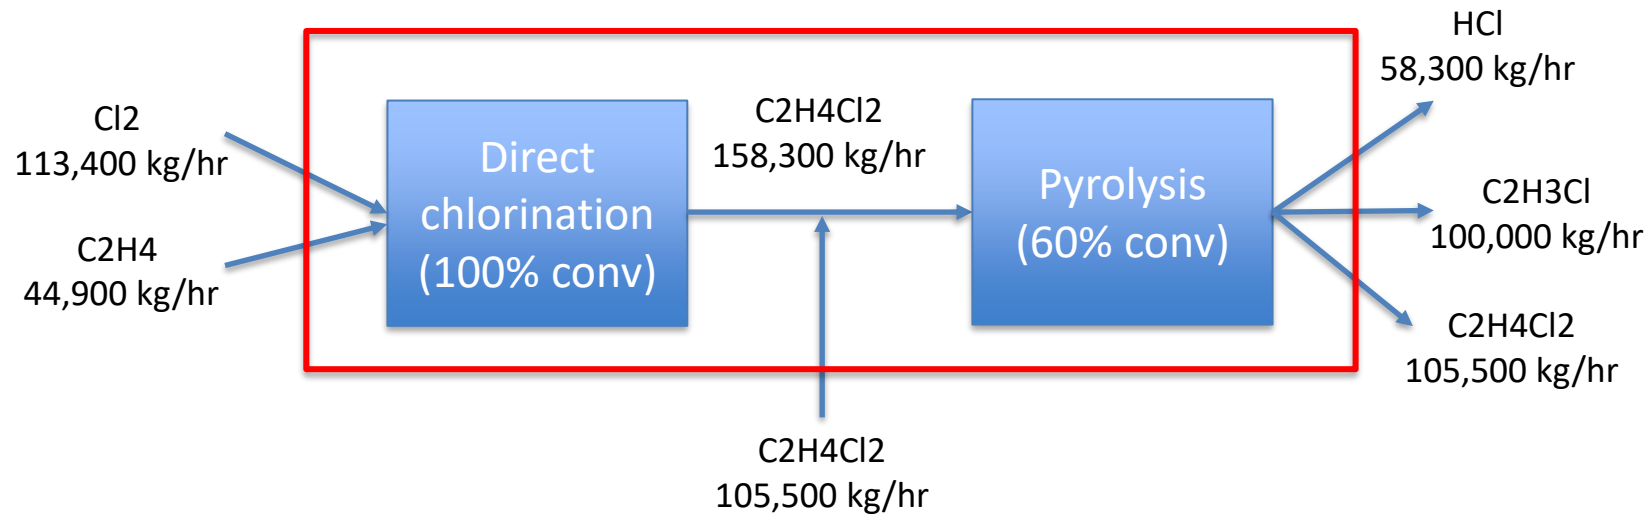 Cl2
113,400 kg/hr
C2H4
44,900 kg/hr
Direct
chlorination
(100% conv)
C2H4Cl2
158,300 kg/hr
C2H4Cl2
105,500 kg/hr
Pyrolysis
(60% conv)
HCl
58,300 kg/hr
C2H3Cl
100,000 kg/hr
C2H4Cl2
105,500 kg/hr